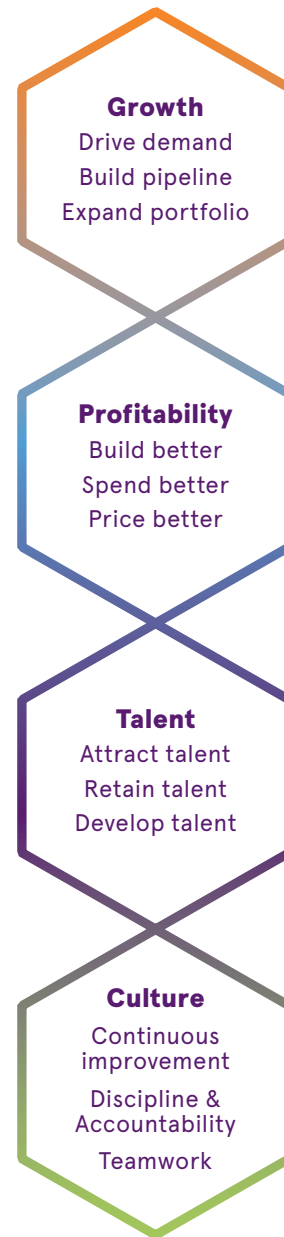 Growth
Drive demand
Build pipeline
Expand portfolio
Profitability
Build better
Spend better
Price better
Talent
Attract talent
Retain talent
Develop talent
Culture
Continuous
improvement
Discipline &
Accountability
Teamwork